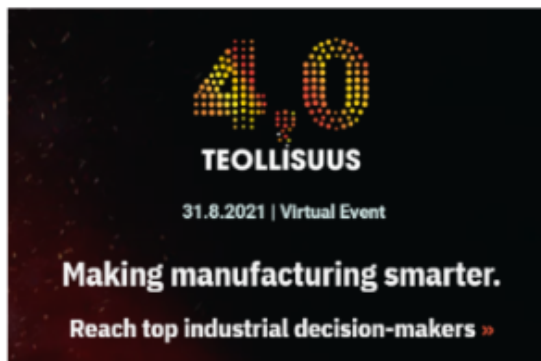 4,0
TEOLLISUUS
31.8.2021 | Virtual Event
Making manufacturing smarter.
Reach top industrial decision-makers »